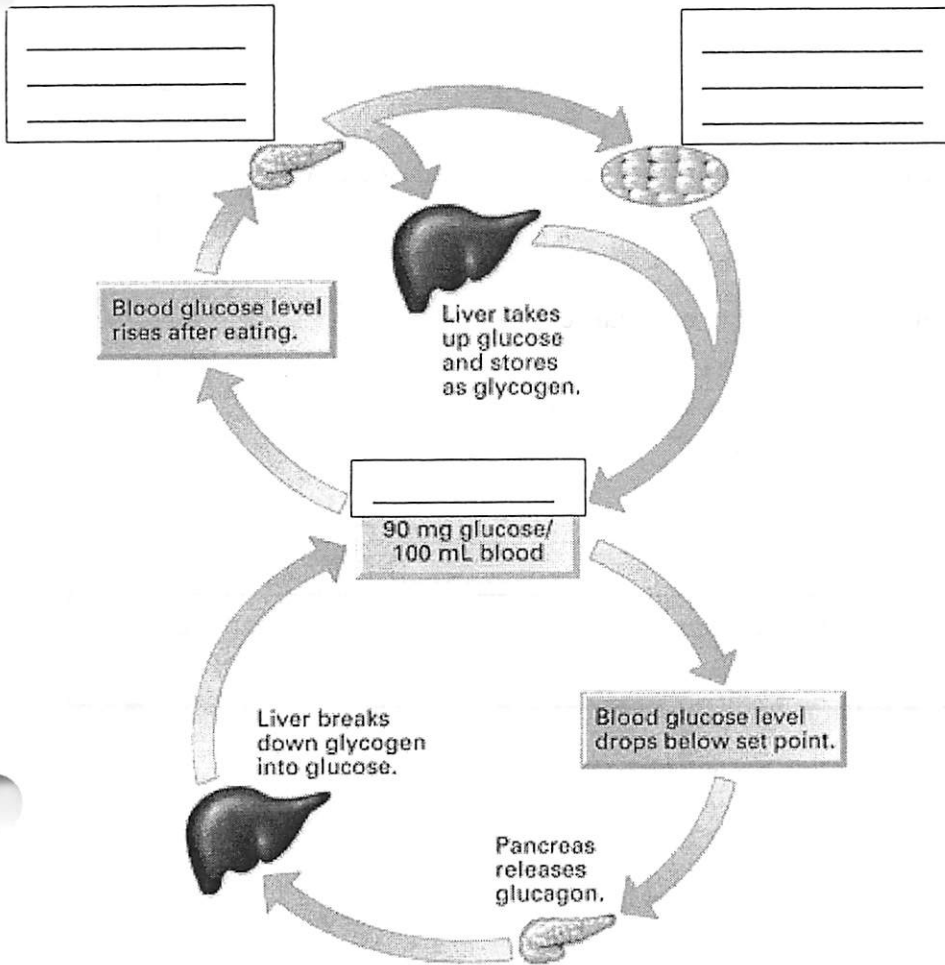 Blood glucose level
rises after eating.
Liver takes
up glucose
and stores
as glycogen.
90 mg glucose/
100 mL blood
Blood glucose level
drops below set point.
Liver breaks
down glycogen
into glucose.
Pancreas
releases
glucagon.